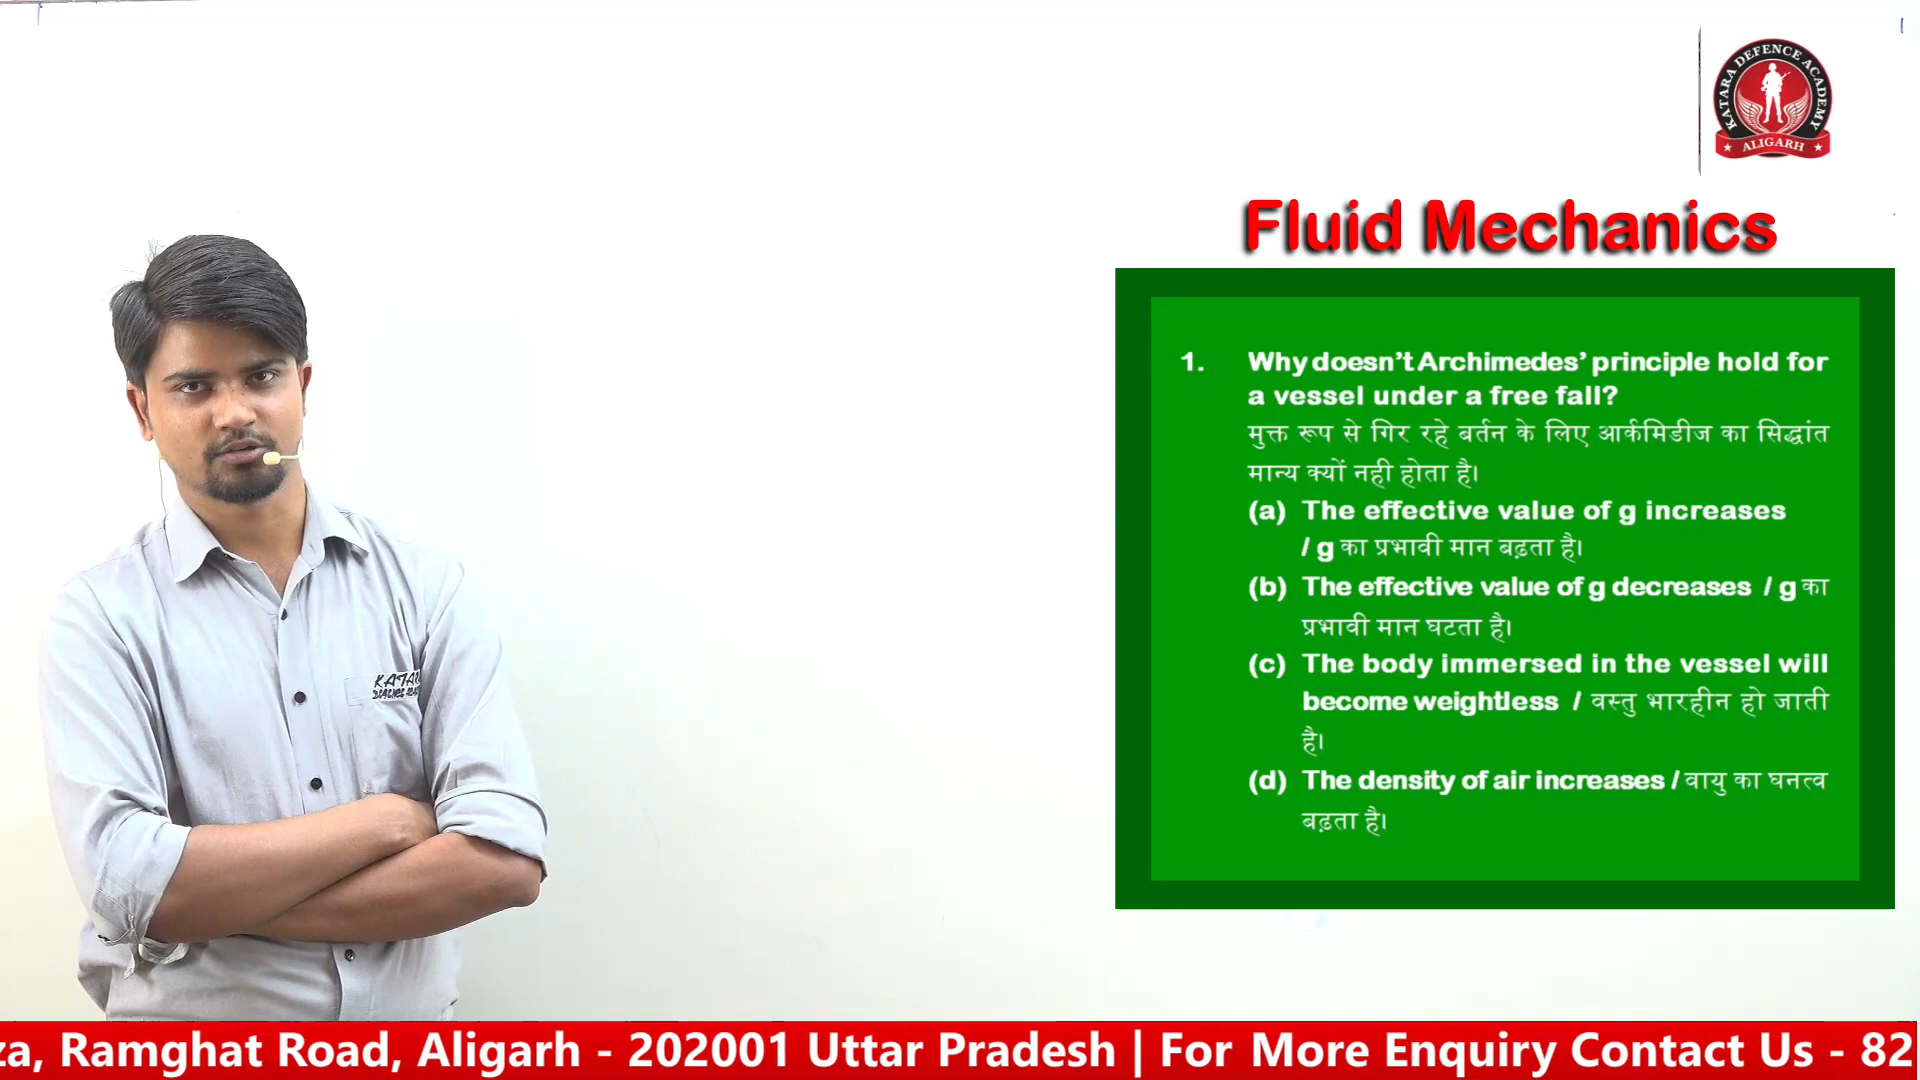 KATARA DEFENCE ACADEMY
ALIGARH
Fluid Mechanics
1. Why doesn't Archimedes' principle hold for
a vessel under a free fall?
मुक्त रूप से गिर रहे बर्तन के लिए आर्कमिडीज का सिद्धांत
मान्य क्यों नही होता है।
(a) The effective value of g increases
/ g का प्रभावी मान बढ़ता है।
(b) The effective value of g decreases / g का
प्रभावी मान घटता है।
(c) The body immersed in the vessel will
become weightless / वस्तु भारहीन हो जाती
है।
(d) The density of air increases / वायु का घनत्व
बढ़ता है।
za, Ramghat Road, Aligarh - 202001 Uttar Pradesh | For More Enquiry Contact Us - 82